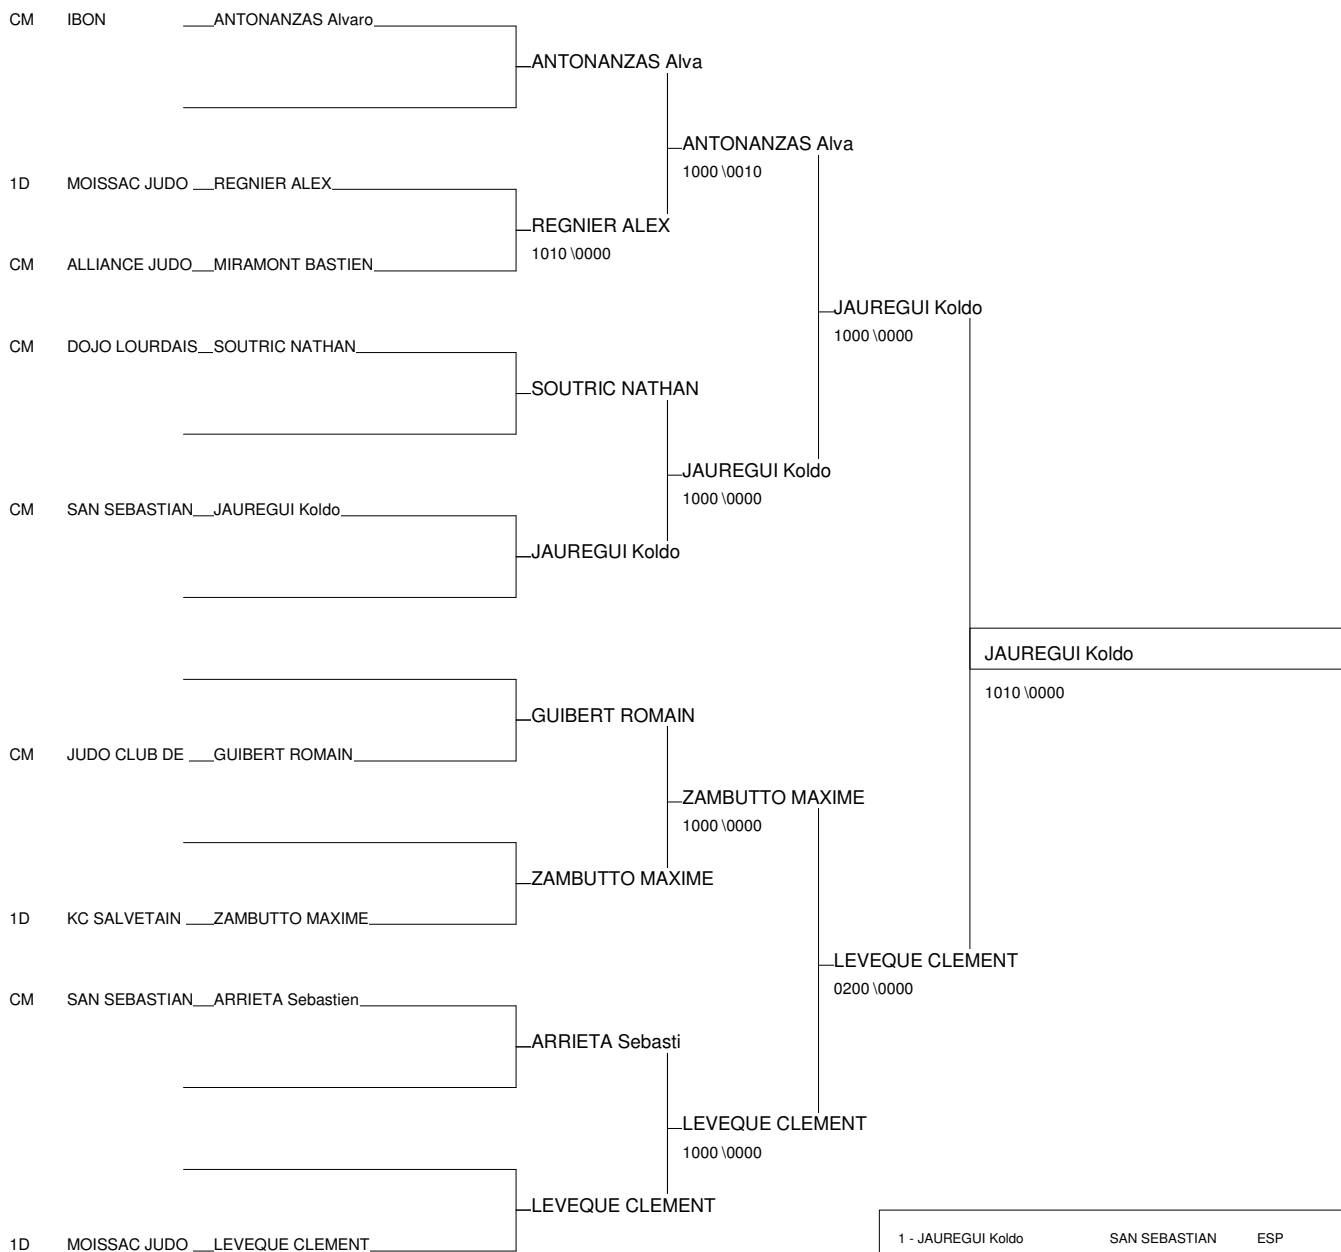 CM IBON ANTONANZAS Alvaro
ANTONANZAS Alva
ANTONANZAS Alva
1000 \0010
1D MOISSAC JUDO REGNIER ALEX
REGNIER ALEX
1010 \0000
CM ALLIANCE JUDO MIRAMONT BASTIEN
JAUREGUI Koldo
1000 \0000
CM DOJO LOURDAIS SOUTRIC NATHAN
SOUTRIC NATHAN
JAUREGUI Koldo
1000 \0000
CM SAN SEBASTIAN JAUREGUI Koldo
JAUREGUI Koldo
JAUREGUI Koldo
1010 \0000
GUIBERT ROMAIN
CM JUDO CLUB DE GUIBERT ROMAIN
ZAMBUTTO MAXIME
1000 \0000
ZAMBUTTO MAXIME
1D KC SALVETAIN ZAMBUTTO MAXIME
LEVEQUE CLEMENT
0200 \0000
CM SAN SEBASTIAN ARRIETA Sebastien
ARRIETA Sebasti
LEVEQUE CLEMENT
1000 \0000
LEVEQUE CLEMENT
1D MOISSAC JUDO LEVEQUE CLEMENT
1 - JAUREGUI Koldo SAN SEBASTIAN ESP